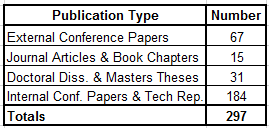 Publication Type Number
External Conference Papers 67
Journal Articles & Book Chapters 15
Doctoral Diss. & Masters Theses 31
Internal Conf. Papers & Tech Rep. 184
Totals 297